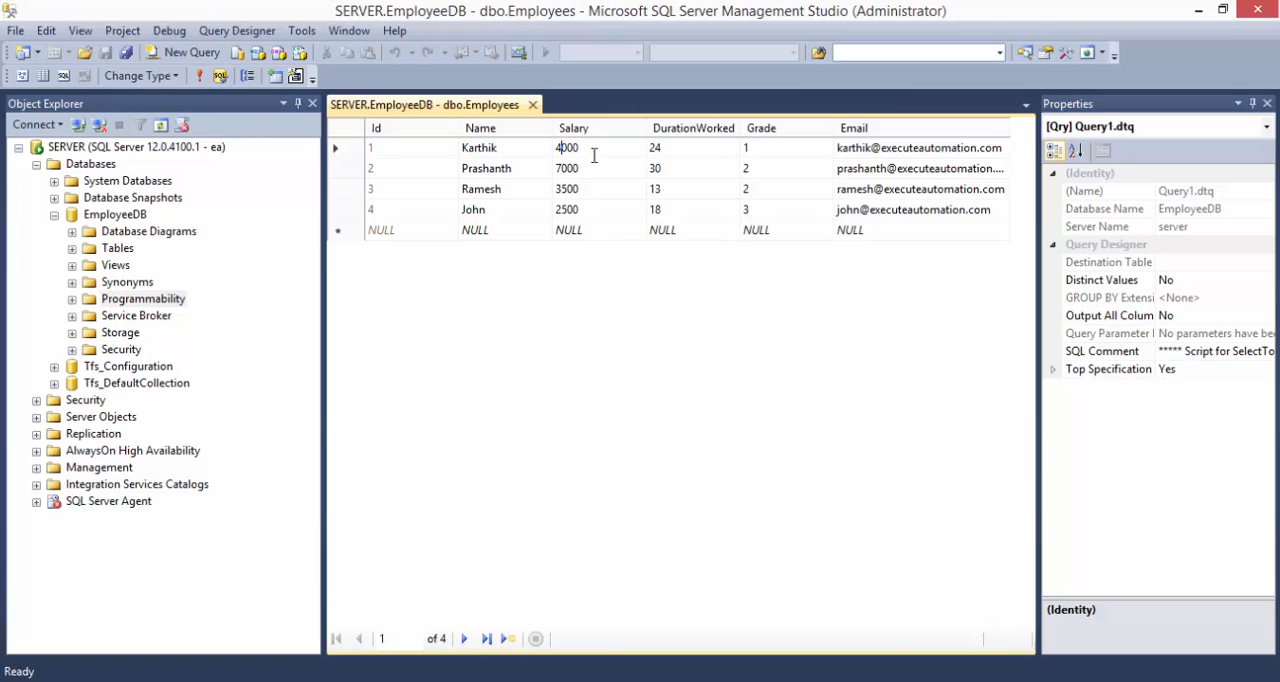 SERVER.EmployeeDB - dbo.Employees - Microsoft SQL Server Management Studio (Administrator)
File Edit View Project Debug Query Designer Tools Window Help
New Query
Change Type
Object Explorer
Connect
SERVER (SQL Server 12.0.4100.1 - ea)
Databases
System Databases
Database Snapshots
EmployeeDB
Database Diagrams
Tables
Views
Synonyms
Programmability
Service Broker
Storage
Security
Tfs_Configuration
Tfs_DefaultCollection
Security
Server Objects
Replication
AlwaysOn High Availability
Management
Integration Services Catalogs
SQL Server Agent
SERVER.EmployeeDB - dbo.Employees
Id Name Salary DurationWorked Grade Email
1 Karthik 4000 24 1 karthik@executeautomation.com
2 Prashanth 7000 30 2 prashanth@executeautomation....
3 Ramesh 3500 13 2 ramesh@executeautomation.com
4 John 2500 18 3 john@executeautomation.com
NULL NULL NULL NULL NULL NULL
1 of 4
Properties
[Qry] Query1.dtq
(Identity)
(Name) Query1.dtq
Database Name EmployeeDB
Server Name server
Query Designer
Destination Table
Distinct Values No
GROUP BY Extensi <None>
Output All Colum No
Query Parameter I No parameters have bee
SQL Comment ***** Script for SelectTo
Top Specification Yes
(Identity)
Ready